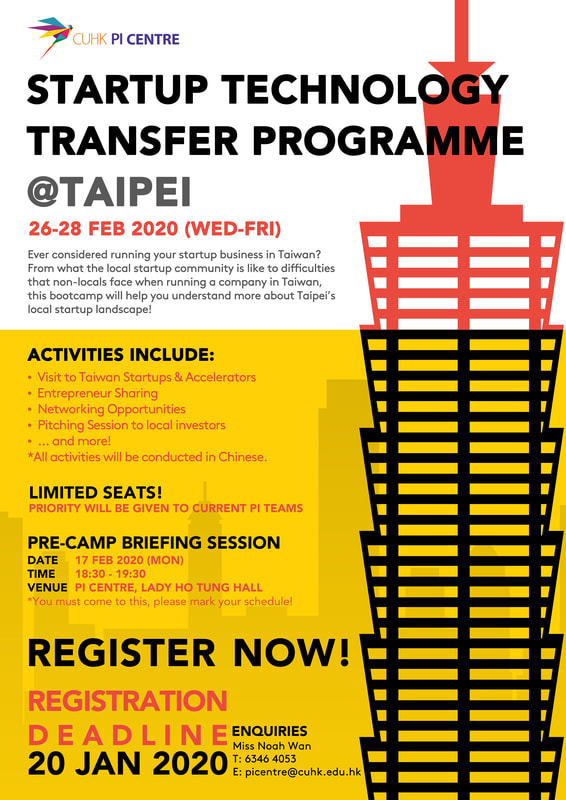 CUHK PI CENTRE
STARTUP TECHNOLOGY
TRANSFER PROGRAMME
@TAIPEI
26-28 FEB 2020 (WED-FRI)
Ever considered running your startup business in Taiwan?
From what the local startup community is like to difficulties
that non-locals face when running a company in Taiwan,
this bootcamp will help you understand more about Taipei's
local startup landscape!
ACTIVITIES INCLUDE:
• Visit to Taiwan Startups & Accelerators
• Entrepreneur Sharing
• Networking Opportunities
• Pitching Session to local investors
• ... and more!
*All activities will be conducted in Chinese.
LIMITED SEATS!
PRIORITY WILL BE GIVEN TO CURRENT PI TEAMS
PRE-CAMP BRIEFING SESSION
DATE 17 FEB 2020 (MON)
TIME 18:30 - 19:30
VENUE PI CENTRE, LADY HO TUNG HALL
*You must come to this, please mark your schedule!
REGISTER NOW!
REGISTRATION
DEADLINE
20 JAN 2020
ENQUIRIES
Miss Noah Wan
T: 6346 4053
E: picentre@cuhk.edu.hk